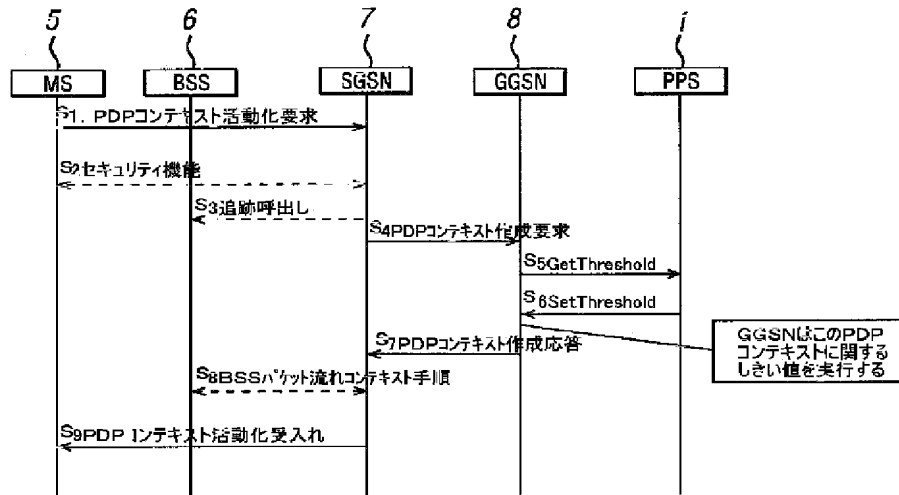 5 6 7 8 i
MS BSS SGSN GGSN PPS
S1. PDPコンテキスト活動化要求
S2セキュリティ機能
S3追跡呼出し
S4PDPコンテキスト作成要求
S5GetThreshold
S6SetThreshold
S7PDPコンテキスト作成応答
GGSNはこのPDP
コンテキストに関する
しきい値を実行する
S8BSSパケット流れコンテキスト手順
S9PDPコンテキスト活動化受入れ